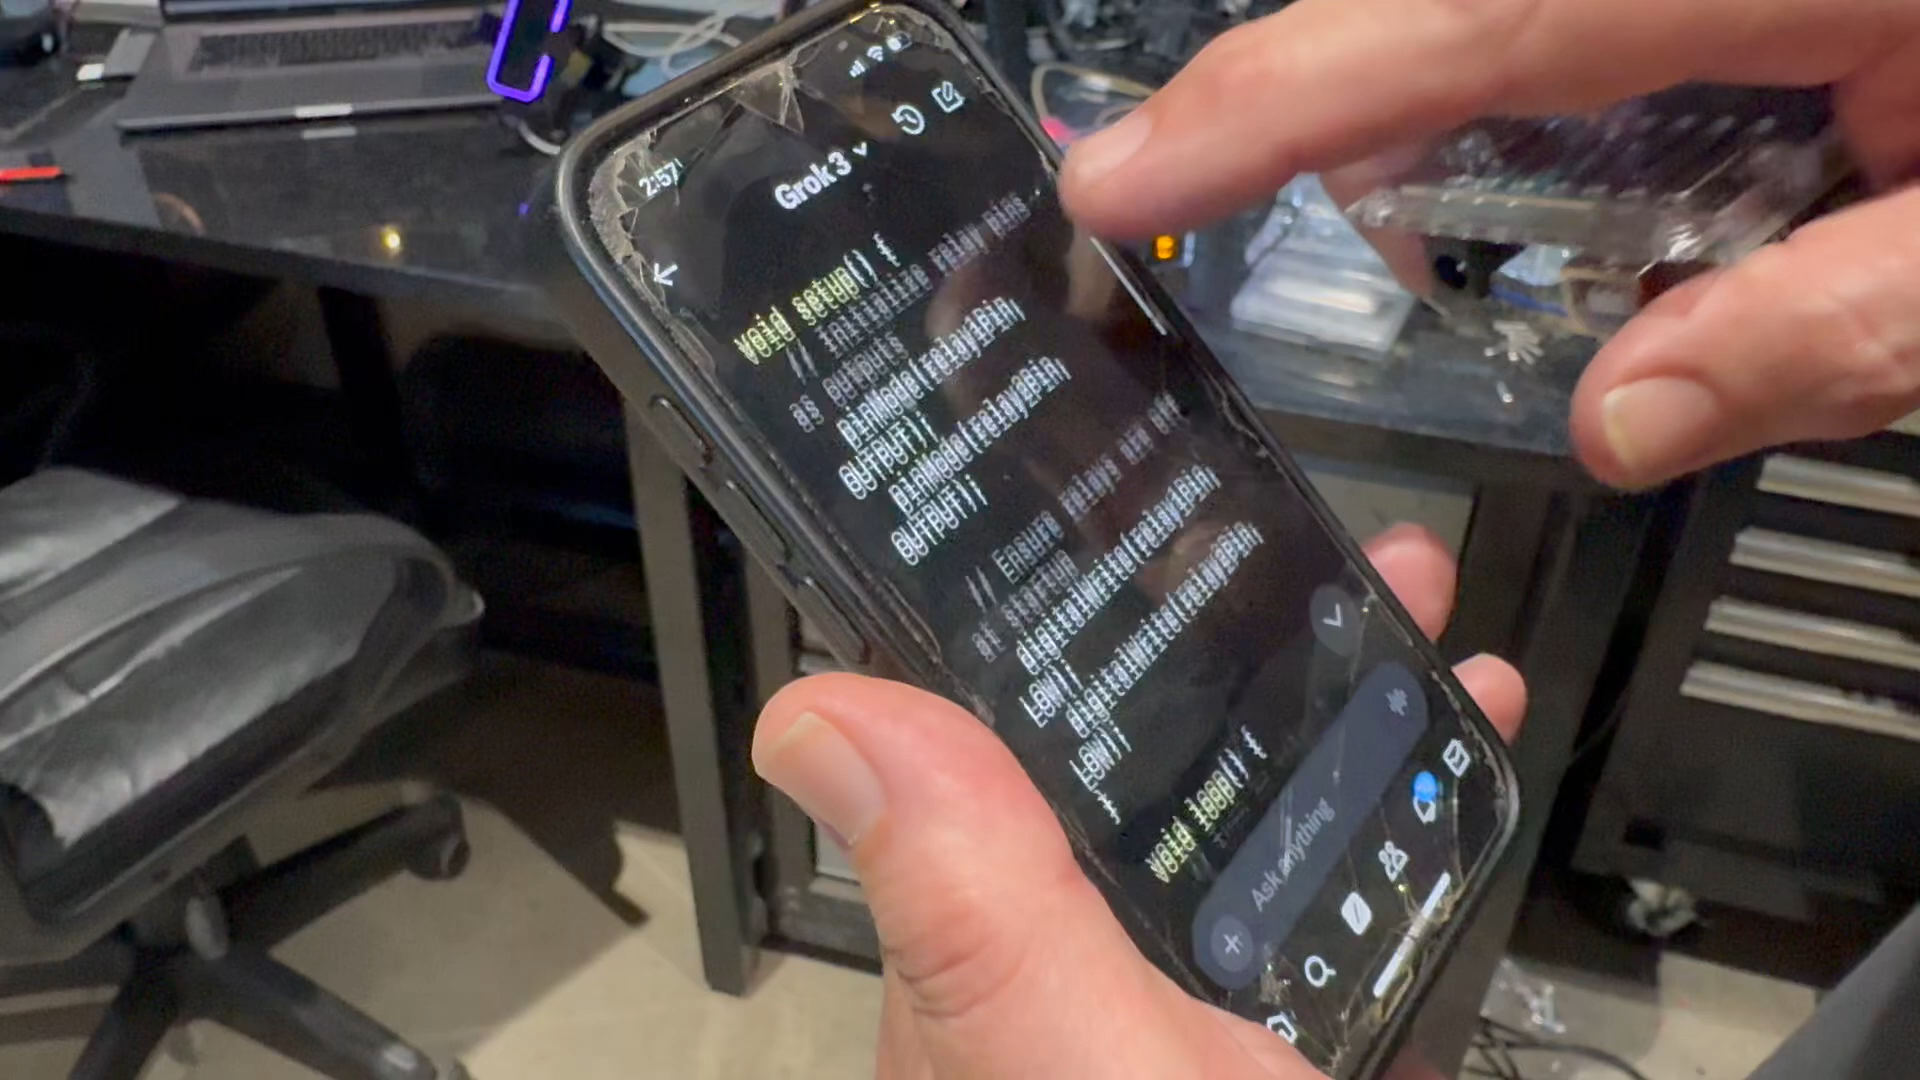 2:57
Grok 3
void setup() {
// Initialize relay pins
as outputs
pinMode(relay1Pin,
OUTPUT);
pinMode(relay2Pin,
OUTPUT);
// Ensure relays are off
at startup
digitalWrite(relay1Pin,
LOW);
digitalWrite(relay2Pin,
LOW);
}
void loop() {
Ask anything